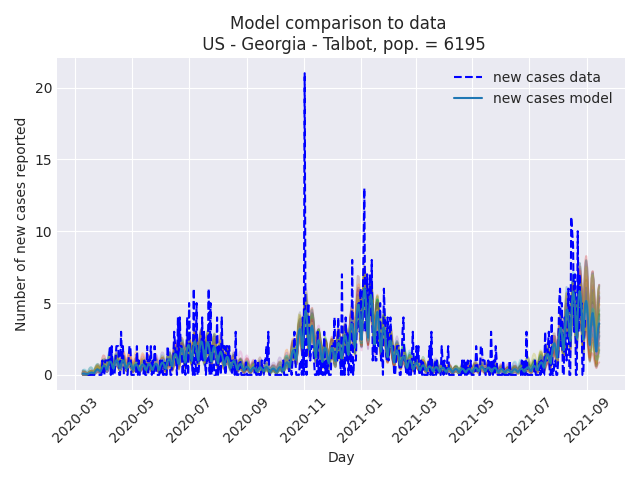 Model comparison to data
US - Georgia - Talbot, pop. = 6195
new cases data
new cases model
Number of new cases reported
20
15
10
5
0
2020-03
2020-05
2020-07
2020-09
2020-11
2021-01
2021-03
2021-05
2021-07
2021-09
Day